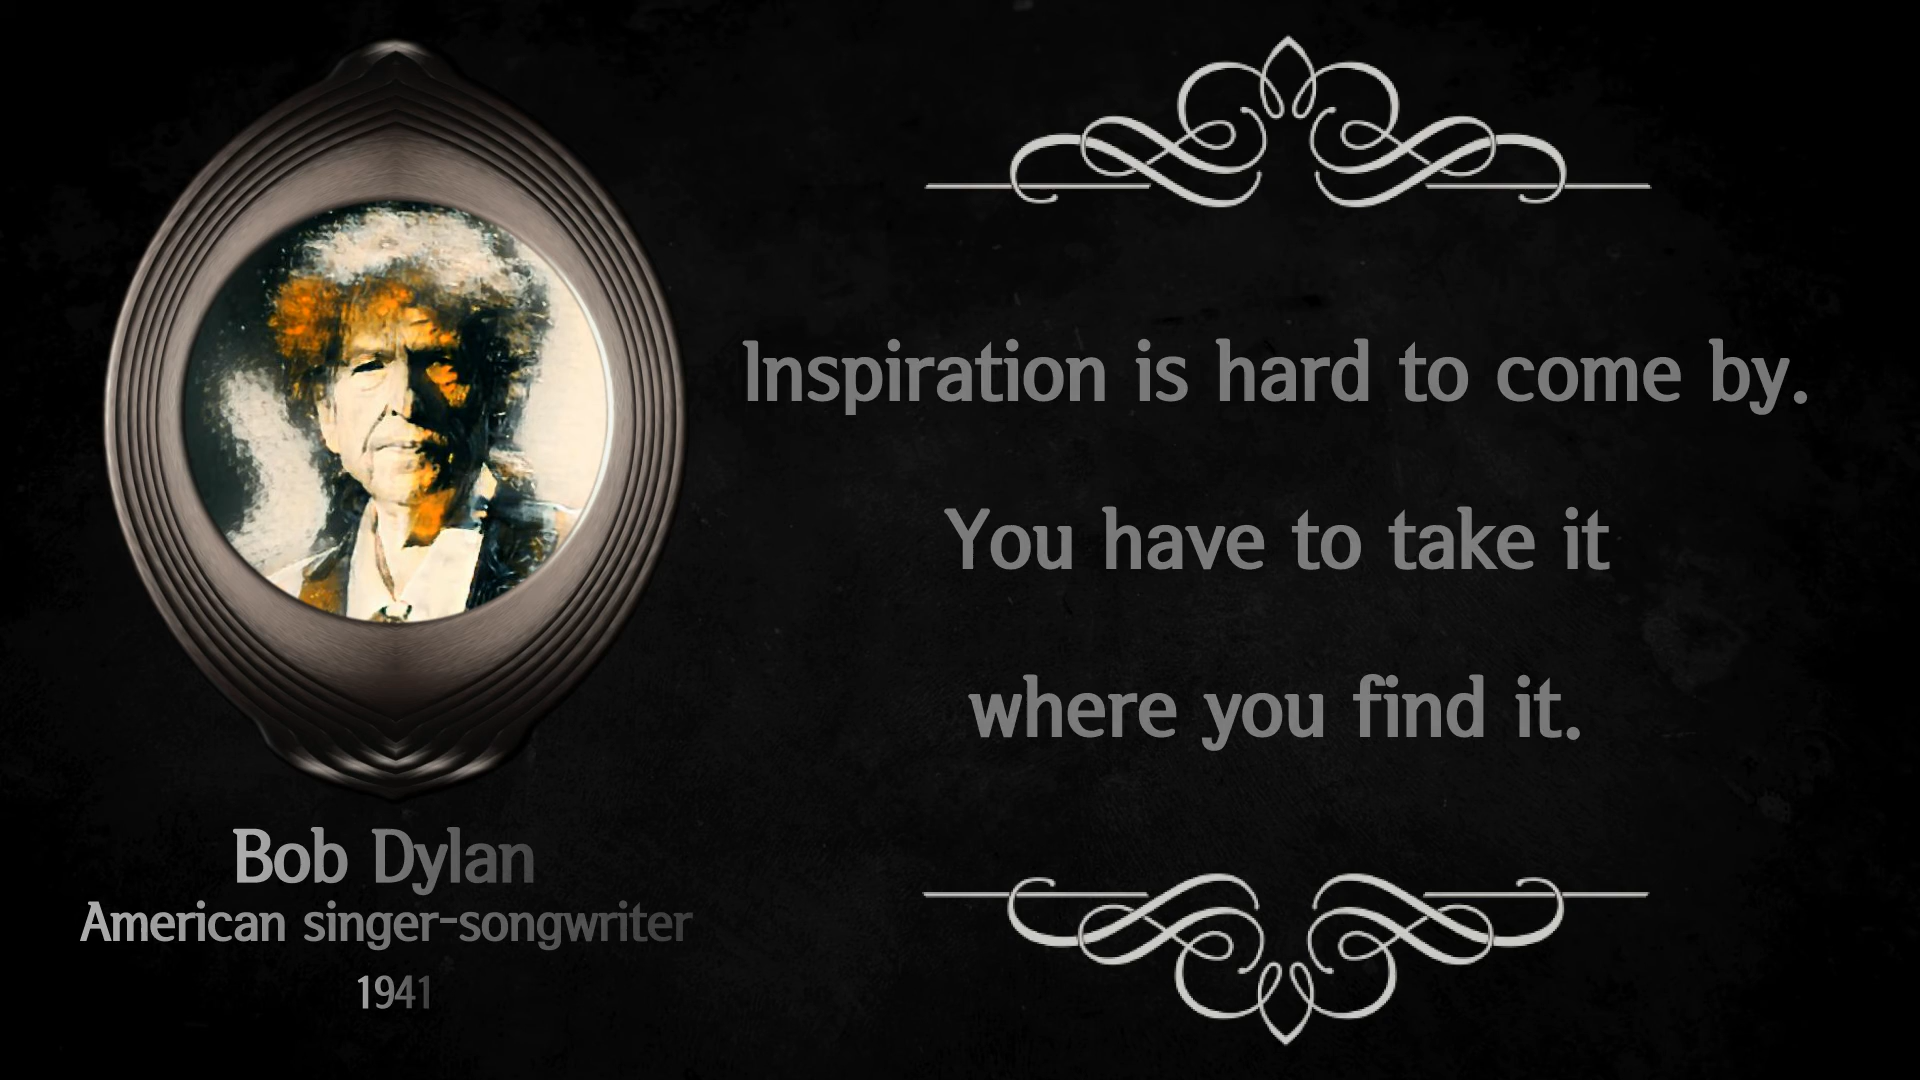 Inspiration is hard to come by.
You have to take it
where you find it.
Bob Dylan
American singer-songwriter
1941